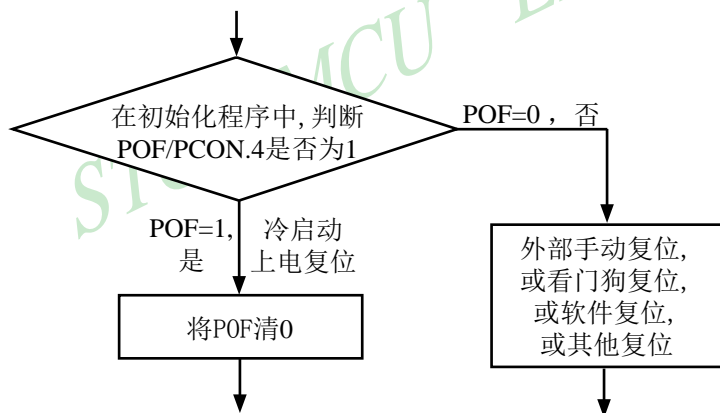 STC MCU
在初始化程序中, 判断
POF/PCON.4是否为1
POF=0 , 否
POF=1,
是
冷启动
上电复位
将POF清0
外部手动复位,
或看门狗复位,
或软件复位,
或其他复位